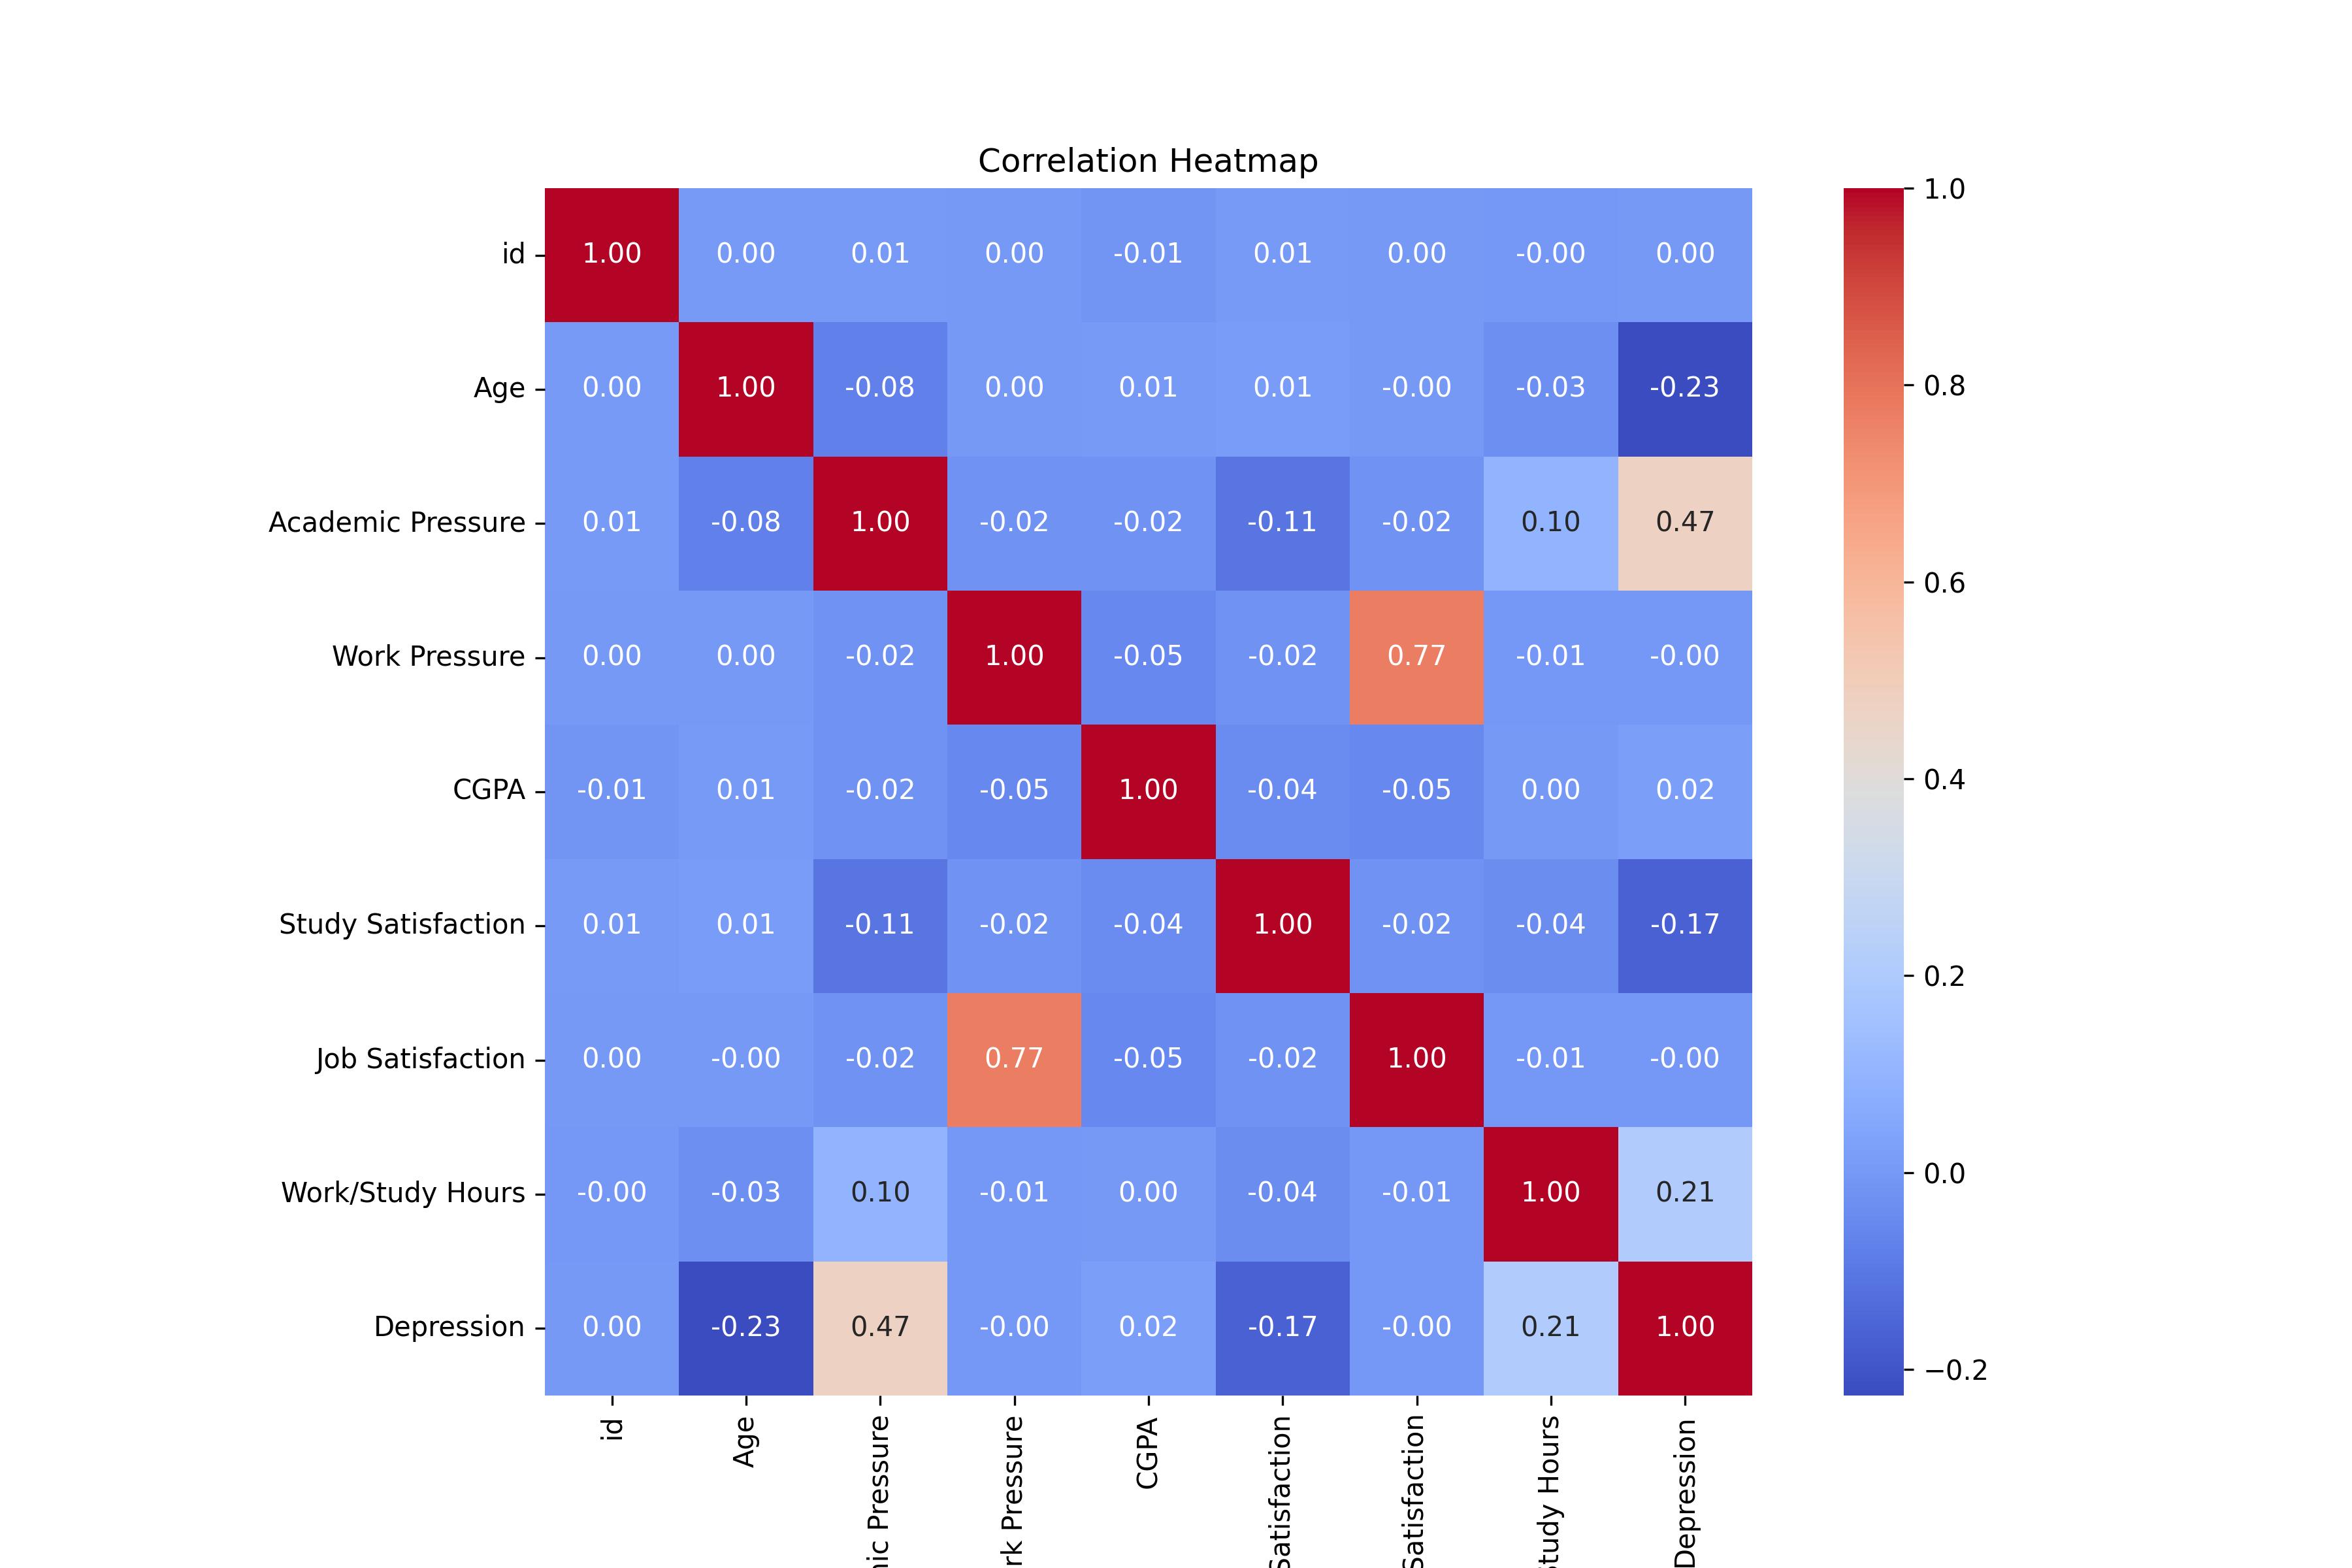 Correlation Heatmap
id 1.00 0.00 0.01 0.00 -0.01 0.01 0.00 -0.00 0.00
Age 0.00 1.00 -0.08 0.00 0.01 0.01 -0.00 -0.03 -0.23
Academic Pressure 0.01 -0.08 1.00 -0.02 -0.02 -0.11 -0.02 0.10 0.47
Work Pressure 0.00 0.00 -0.02 1.00 -0.05 -0.02 0.77 -0.01 -0.00
CGPA -0.01 0.01 -0.02 -0.05 1.00 -0.04 -0.05 0.00 0.02
Study Satisfaction 0.01 0.01 -0.11 -0.02 -0.04 1.00 -0.02 -0.04 -0.17
Job Satisfaction 0.00 -0.00 -0.02 0.77 -0.05 -0.02 1.00 -0.01 -0.00
Work/Study Hours -0.00 -0.03 0.10 -0.01 0.00 -0.04 -0.01 1.00 0.21
Depression 0.00 -0.23 0.47 -0.00 0.02 -0.17 -0.00 0.21 1.00
id
Age
nic Pressure
rk Pressure
CGPA
Satisfaction
Satisfaction
tudy Hours
Depression
1.0
0.8
0.6
0.4
0.2
0.0
−0.2